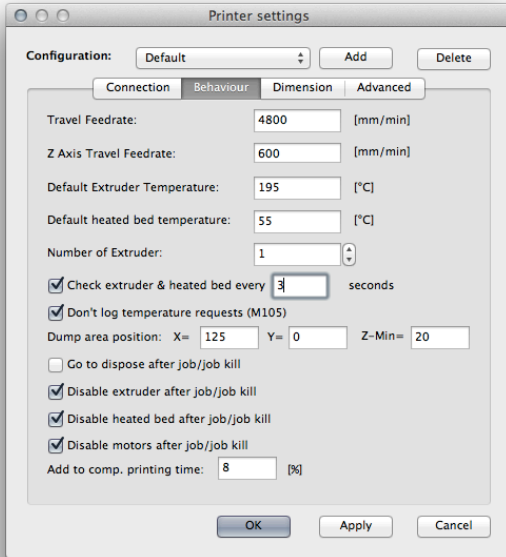 Printer settings
Configuration: Default Add Delete
Connection Behaviour Dimension Advanced
Travel Feedrate: 4800 [mm/min]
Z Axis Travel Feedrate: 600 [mm/min]
Default Extruder Temperature: 195 [°C]
Default heated bed temperature: 55 [°C]
Number of Extruder: 1
Check extruder & heated bed every 3 seconds
Don't log temperature requests (M105)
Dump area position: X= 125 Y= 0 Z-Min= 20
Go to dispose after job/job kill
Disable extruder after job/job kill
Disable heated bed after job/job kill
Disable motors after job/job kill
Add to comp. printing time: 8 [%]
OK Apply Cancel